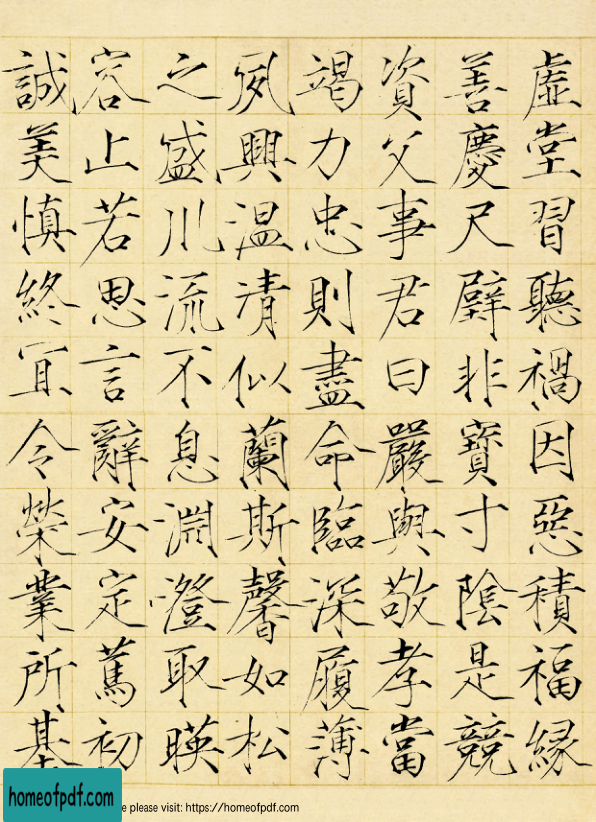 虛堂習聽禍因惡積福緣
善慶尺璧非寶寸陰是競
資父事君曰嚴與敬孝當
竭力忠則盡命臨深履薄
夙興温清似蘭斯馨如松
之盛川流不息淵澄取暎
容止若思言辭安定篤初
誠美慎終宜令榮業所基
homeofpdf.com
please visit: https://homeofpdf.com